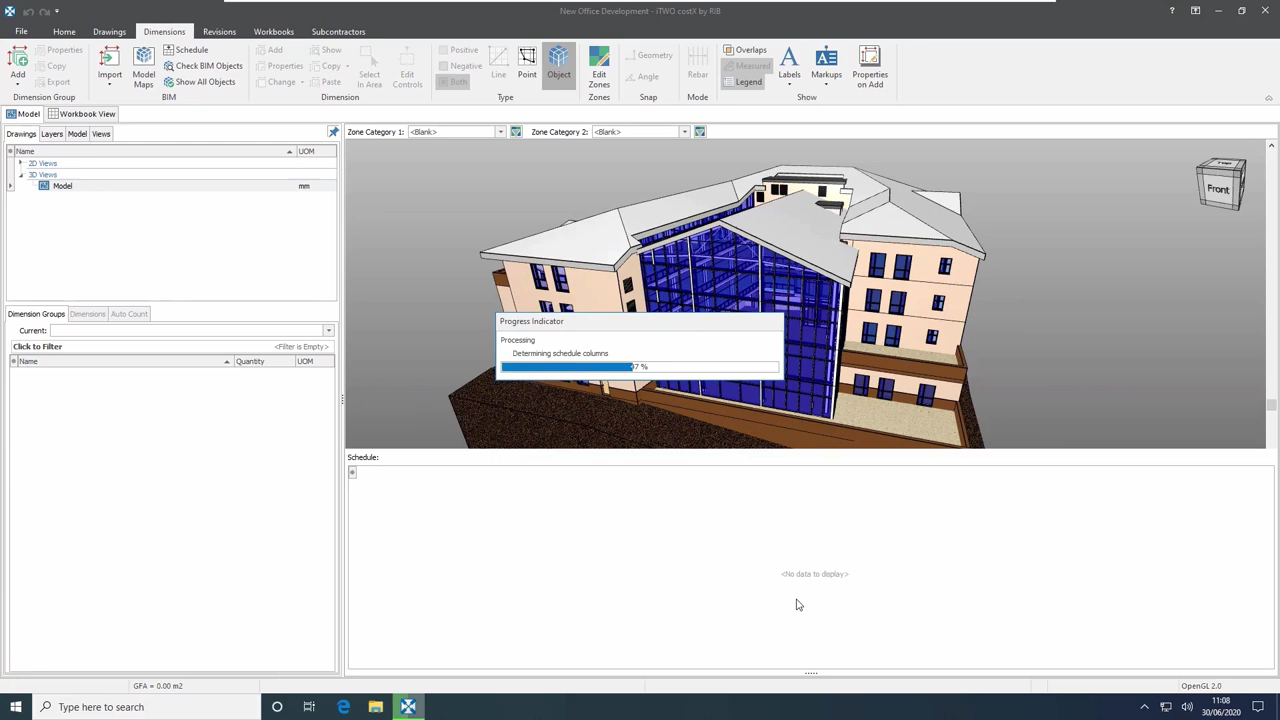 New Office Development - iTWO costX by RIB
File Home Drawings Dimensions Revisions Workbooks Subcontractors
Add
Properties
Copy
Export
Dimension Group
Import
Model Maps
Schedule
Check BIM Objects
Show All Objects
BIM
Add
Properties
Change
Show
Copy
Paste
Select In Area
Edit Controls
Dimension
Positive
Negative
Both
Line
Point
Object
Type
Edit Zones
Zones
Geometry
Angle
Snap
Rebar
Mode
Overlaps
Measured
Legend
Labels
Markups
Properties on Add
Show
Model Workbook View
Drawings Layers Model Views
Zone Category 1: <Blank> Zone Category 2: <Blank>
Name UOM
2D Views
3D Views
Model mm
Top
Front
Dimension Groups Dimensions Auto Count
Current:
Click to Filter <Filter is Empty>
Name Quantity UOM
Progress Indicator
Processing
Determining schedule columns
Schedule:
<No data to display>
GFA = 0.00 m2
OpenGL 2.0
Type here to search
11:08
30/06/2020